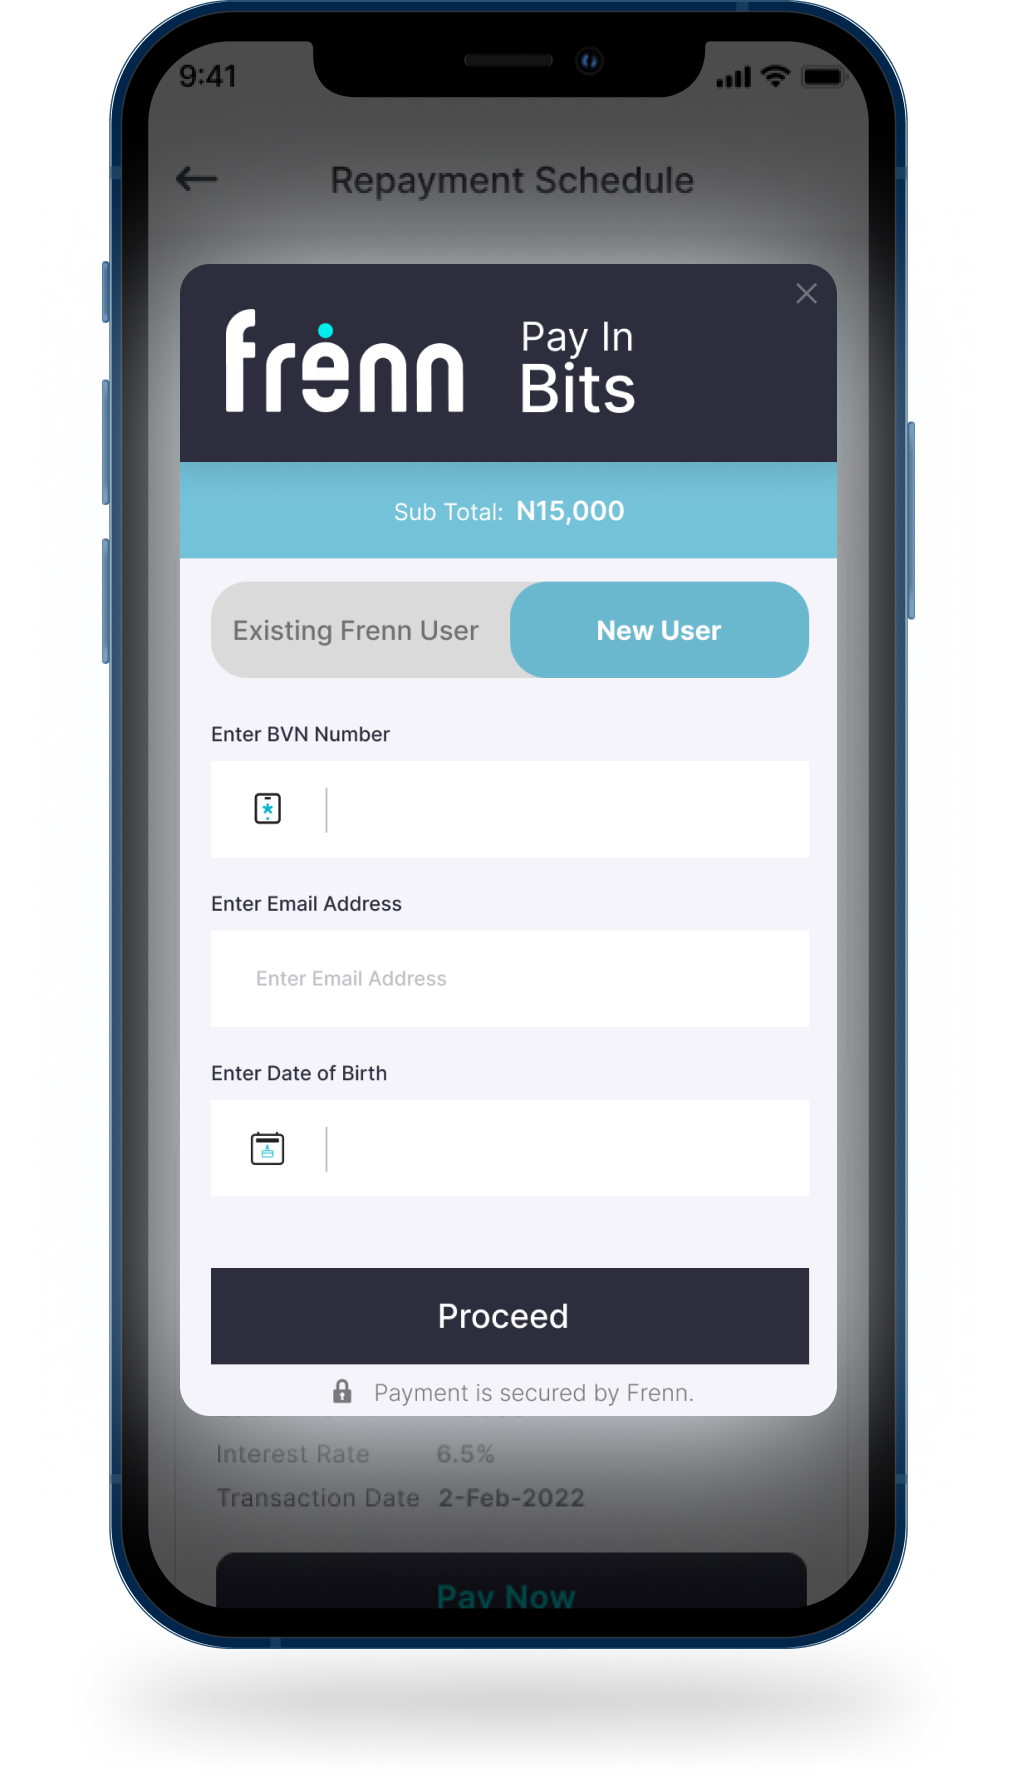 9:41
Repayment Schedule
frenn
Pay In
Bits
Sub Total: N15,000
Existing Frenn User
New User
Enter BVN Number
Enter Email Address
Enter Email Address
Enter Date of Birth
Proceed
Payment is secured by Frenn.
Interest Rate 6.5%
Transaction Date 2-Feb-2022
Pay Now